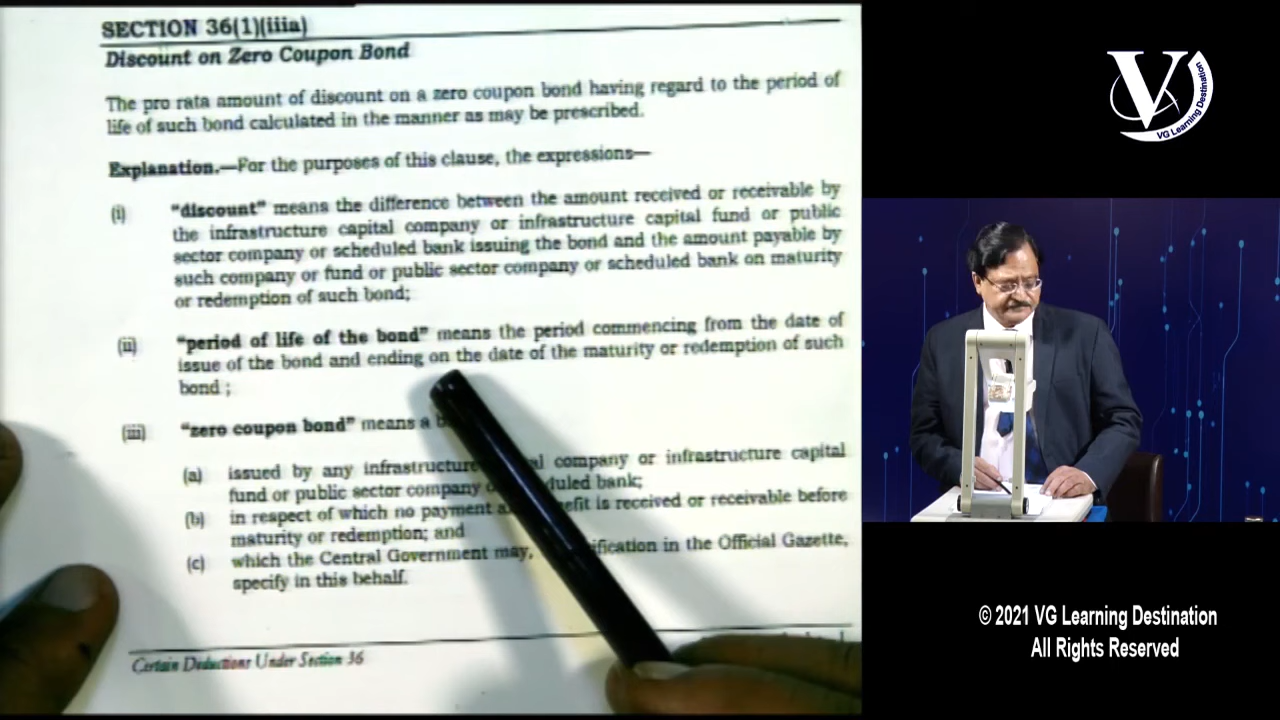 SECTION 36(1)(iiia)
Discount on Zero Coupon Bond
The pro rata amount of discount on a zero coupon bond having regard to the period of
life of such bond calculated in the manner as may be prescribed.
Explanation.—For the purposes of this clause, the expressions—
(i) "discount" means the difference between the amount received or receivable by
the infrastructure capital company or infrastructure capital fund or public
sector company or scheduled bank issuing the bond and the amount payable by
such company or fund or public sector company or scheduled bank on maturity
or redemption of such bond;
(ii) "period of life of the bond" means the period commencing from the date of
issue of the bond and ending on the date of the maturity or redemption of such
bond ;
(iii) "zero coupon bond" means a
(a) issued by any infrastructure al company or infrastructure capital
fund or public sector company duled bank;
(b) in respect of which no payment efit is received or receivable before
maturity or redemption; and
(c) which the Central Government may, ification in the Official Gazette,
specify in this behalf.
Certain Deductions Under Section 36
V
VG Learning Destination
© 2021 VG Learning Destination
All Rights Reserved